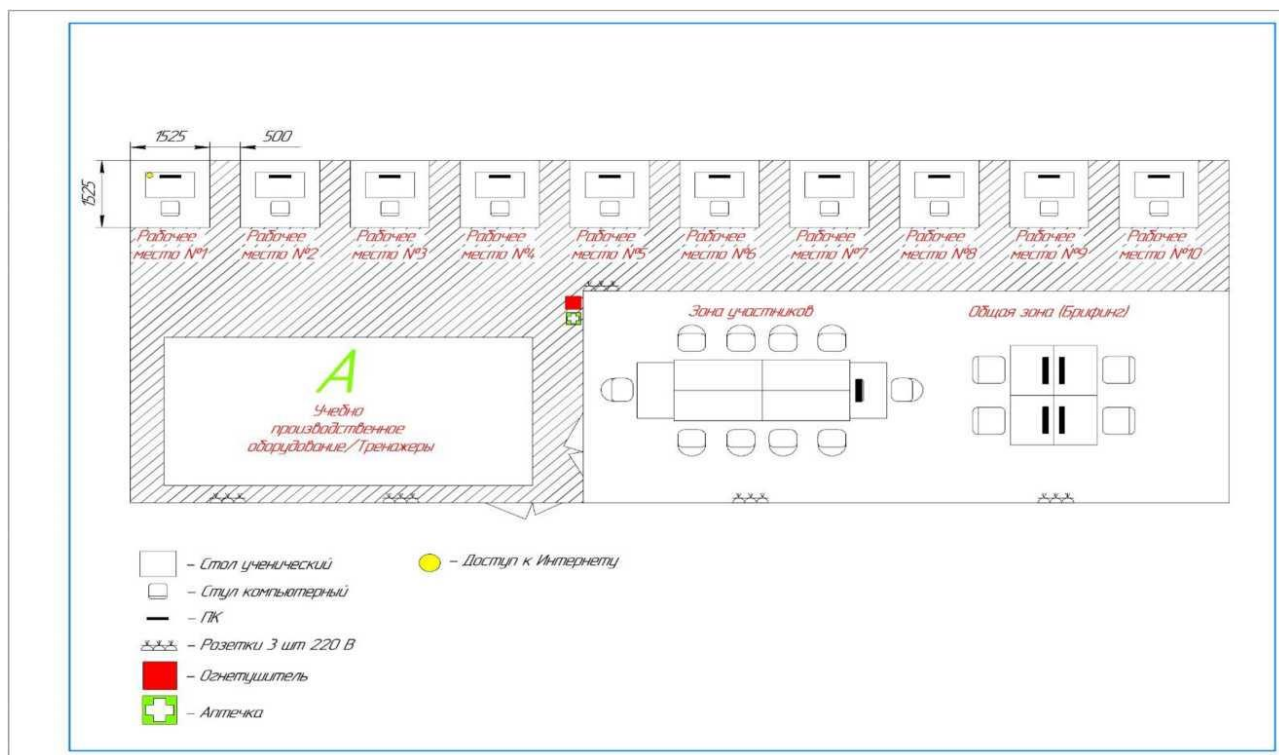 1525
500
1525
Рабочее
место №1
Рабочее
место №2
Рабочее
место №3
Рабочее
место №4
Рабочее
место №5
Рабочее
место №6
Рабочее
место №7
Рабочее
место №8
Рабочее
место №9
Рабочее
место №10
Зона участников
Общая зона (Брифинг)
А
Учебно
производственное
оборудование/Тренажеры
– Стол ученический
– Стул компьютерный
– ПК
– Розетки 3 шт 220 В
– Огнетушитель
– Аптечка
– Доступ к Интернету